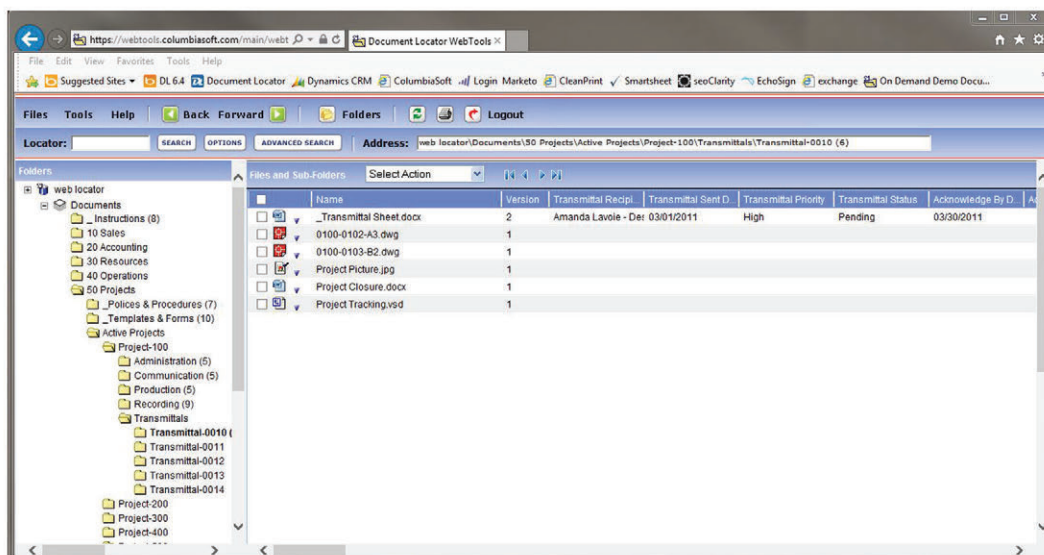 https://webtools.columbiasoft.com/main/webt Document Locator WebTools
File Edit View Favorites Tools Help
Suggested Sites DL 6.4 Document Locator Dynamics CRM ColumbiaSoft Login Marketo CleanPrint Smartsheet seoClarity EchoSign exchange On Demand Demo Docu...
Files Tools Help Back Forward Folders Logout
Locator: SEARCH OPTIONS ADVANCED SEARCH Address: web locator\Documents\50 Projects\Active Projects\Project-100\Transmittals\Transmittal-0010 (6)
Folders
web locator
Documents
_ Instructions (8)
10 Sales
20 Accounting
30 Resources
40 Operations
50 Projects
_Polices & Procedures (7)
_Templates & Forms (10)
Active Projects
Project-100
Administration (5)
Communication (5)
Production (5)
Recording (9)
Transmittals
Transmittal-0010 (
Transmittal-0011
Transmittal-0012
Transmittal-0013
Transmittal-0014
Project-200
Project-300
Project-400
Files and Sub-Folders Select Action
Name Version Transmittal Recipi... Transmittal Sent D... Transmittal Priority Transmittal Status Acknowledge By D...
_Transmittal Sheet.docx 2 Amanda Lavoie - De: 03/01/2011 High Pending 03/30/2011
0100-0102-A3.dwg 1
0100-0103-B2.dwg 1
Project Picture.jpg 1
Project Closure.docx 1
Project Tracking.vsd 1